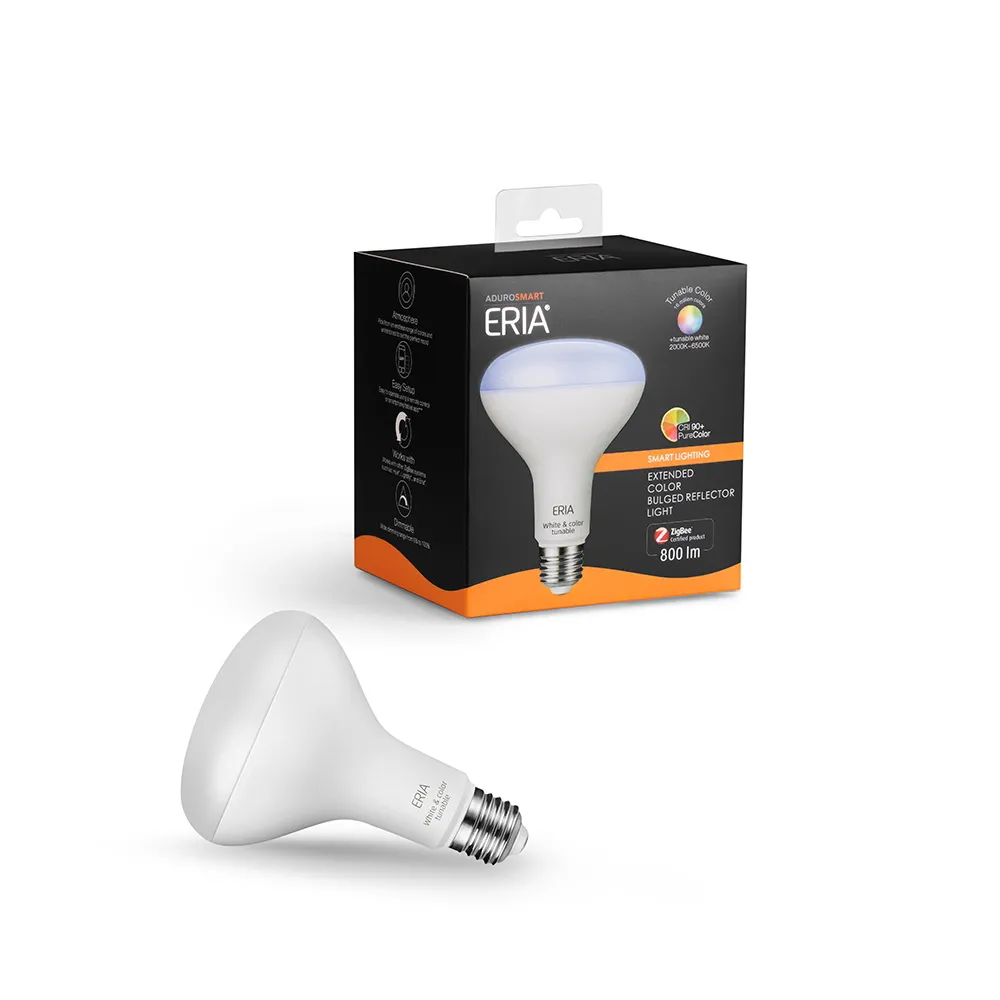 ERIA
ADUROSMART
ERIA®
Tunable Color
+tunable white
2000K~6500K
CRI 90+
PureColor
SMART LIGHTING
EXTENDED
COLOR
BULGED REFLECTOR
LIGHT
ZigBee
Certified product
800 lm
ERIA
White & color
tunable
Atmosphere
Easy Setup
Works with
Dimmable
ERIA
White & color
tunable